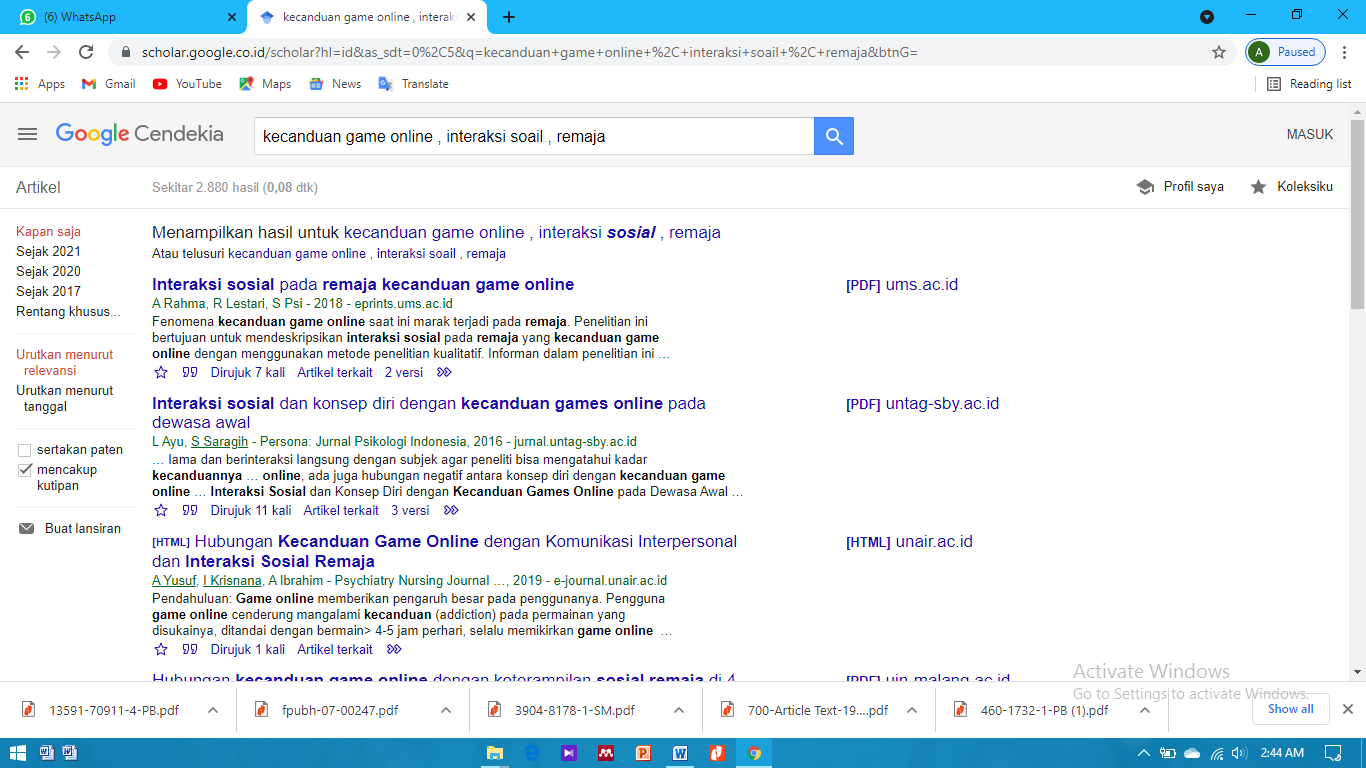 (6) WhatsApp
kecanduan game online , interaks
scholar.google.co.id/scholar?hl=id&as_sdt=0%2C5&q=kecanduan+game+online+%2C+interaksi+soail+%2C+remaja&btnG=
A Paused
Apps Gmail YouTube Maps News Translate Reading list
Google Cendekia
kecanduan game online , interaksi soail , remaja
MASUK
Artikel
Sekitar 2.880 hasil (0,08 dtk)
Profil saya
Koleksiku
Kapan saja
Sejak 2021
Sejak 2020
Sejak 2017
Rentang khusus...
Urutkan menurut
relevansi
Urutkan menurut
tanggal
sertakan paten
mencakup
kutipan
Buat lansiran
Menampilkan hasil untuk kecanduan game online , interaksi sosial , remaja
Atau telusuri kecanduan game online , interaksi soail , remaja
Interaksi sosial pada remaja kecanduan game online
[PDF] ums.ac.id
A Rahma, R Lestari, S Psi - 2018 - eprints.ums.ac.id
Fenomena kecanduan game online saat ini marak terjadi pada remaja. Penelitian ini
bertujuan untuk mendeskripsikan interaksi sosial pada remaja yang kecanduan game
online dengan menggunakan metode penelitian kualitatif. Informan dalam penelitian ini …
Dirujuk 7 kali Artikel terkait 2 versi
Interaksi sosial dan konsep diri dengan kecanduan games online pada
dewasa awal
[PDF] untag-sby.ac.id
L Ayu, S Saragih - Persona: Jurnal Psikologi Indonesia, 2016 - jurnal.untag-sby.ac.id
… lama dan berinteraksi langsung dengan subjek agar peneliti bisa mengatahui kadar
kecanduannya … online, ada juga hubungan negatif antara konsep diri dengan kecanduan game
online … Interaksi Sosial dan Konsep Diri dengan Kecanduan Games Online pada Dewasa Awal …
Dirujuk 11 kali Artikel terkait 3 versi
[HTML] Hubungan Kecanduan Game Online dengan Komunikasi Interpersonal
dan Interaksi Sosial Remaja
[HTML] unair.ac.id
A Yusuf, I Krisnana, A Ibrahim - Psychiatry Nursing Journal …, 2019 - e-journal.unair.ac.id
Pendahuluan: Game online memberikan pengaruh besar pada penggunanya. Pengguna
game online cenderung mangalami kecanduan (addiction) pada permainan yang
disukainya, ditandai dengan bermain> 4-5 jam perhari, selalu memikirkan game online …
Dirujuk 1 kali Artikel terkait
Hubungan kecanduan game online dengan keterampilan sosial remaja di 4
[PDF] uin-malang.ac.id
Activate Windows
Go to Settings to activate Windows.
13591-70911-4-PB.pdf
fpubh-07-00247.pdf
3904-8178-1-SM.pdf
700-Article Text-19....pdf
460-1732-1-PB (1).pdf
Show all
2:44 AM